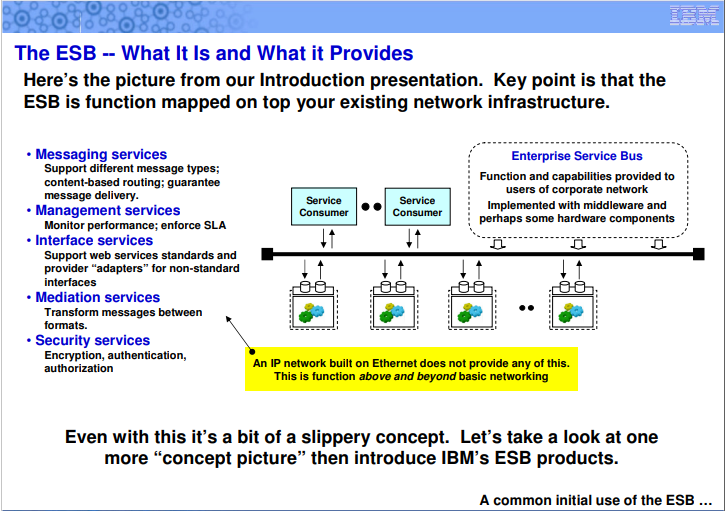 IBM
The ESB -- What It Is and What it Provides
Here's the picture from our Introduction presentation. Key point is that the
ESB is function mapped on top your existing network infrastructure.
• Messaging services
Support different message types;
content-based routing; guarantee
message delivery.
• Management services
Monitor performance; enforce SLA
• Interface services
Support web services standards and
provider “adapters” for non-standard
interfaces
• Mediation services
Transform messages between
formats.
• Security services
Encryption, authentication,
authorization
Service
Consumer
Service
Consumer
Enterprise Service Bus
Function and capabilities provided to
users of corporate network
Implemented with middleware and
perhaps some hardware components
An IP network built on Ethernet does not provide any of this.
This is function above and beyond basic networking
Even with this it's a bit of a slippery concept. Let's take a look at one
more “concept picture” then introduce IBM's ESB products.
A common initial use of the ESB …